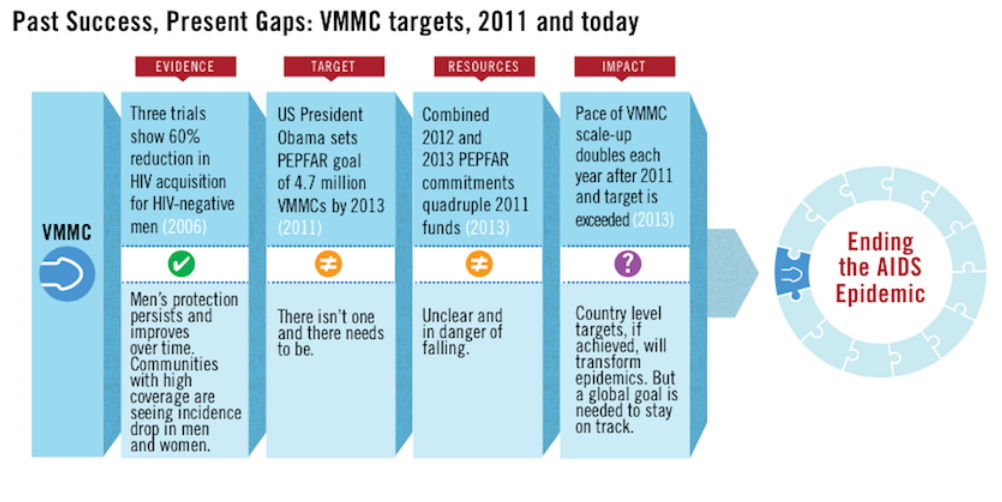 Past Success, Present Gaps: VMMC targets, 2011 and today
EVIDENCE
TARGET
RESOURCES
IMPACT
VMMC
Three trials
show 60%
reduction in
HIV acquisition
for HIV-negative
men (2006)
US President
Obama sets
PEPFAR goal
of 4.7 million
VMMCs by 2013
(2011)
Combined
2012 and
2013 PEPFAR
commitments
quadruple 2011
funds (2013)
Pace of VMMC
scale-up
doubles each
year after 2011
and target is
exceeded (2013)
✓
≠
≠
?
Men's protection
persists and
improves
over time.
Communities
with high
coverage are
seeing incidence
drop in men
and women.
There isn't one
and there needs
to be.
Unclear and
in danger of
falling.
Country level
targets, if
achieved, will
transform
epidemics. But
a global goal is
needed to stay
on track.
Ending
the AIDS
Epidemic